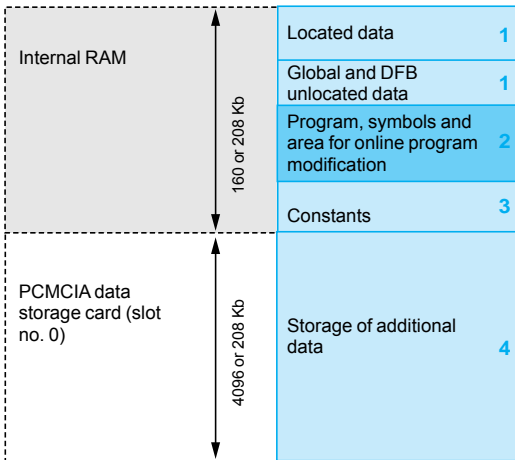 Internal RAM
160 or 208 Kb
Located data 1
Global and DFB 1
unlocated data
Program, symbols and
area for online program 2
modification
3
Constants
PCMCIA data
storage card (slot
no. 0)
4096 or 208 Kb
Storage of additional 4
data